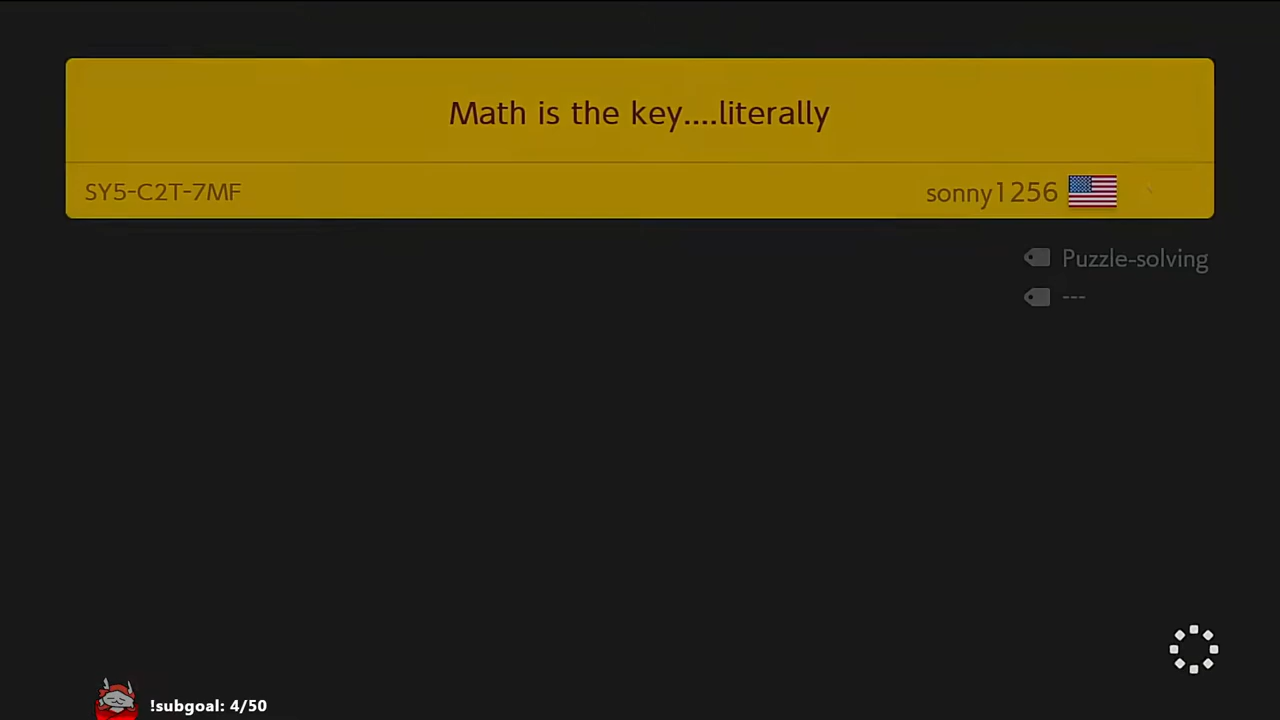 Math is the key....literally
SY5-C2T-7MF
sonny1256
Puzzle-solving
---
!subgoal: 4/50